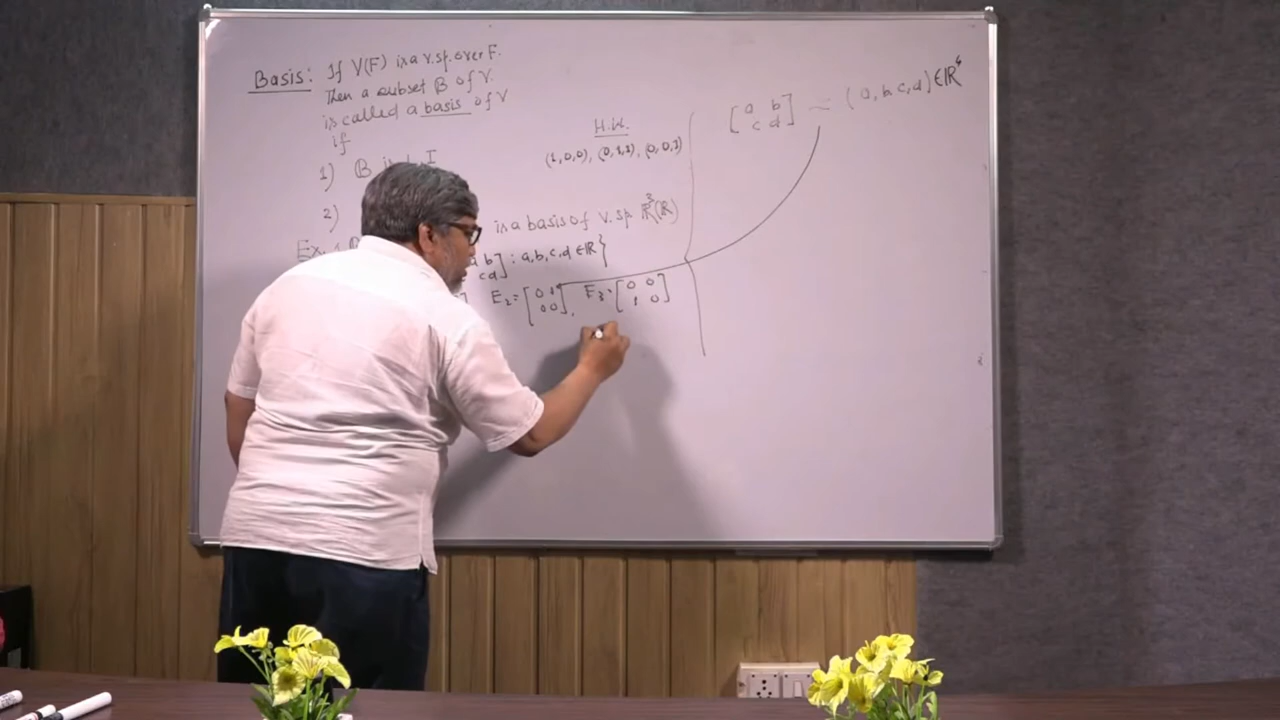 Basis: If V(F) is a v.sp. over F.
Then a subset B of V
is called a basis of V
if
1) B is L.I
2)
Ex.
is a basis of v.sp. ℝ³(ℝ)
a b
c d ] : a,b,c,d ∈ ℝ }
E₂ = [ 0 1
0 0 ], E₃ = [ 0 0
1 0 ]
H.W.
(1,0,0), (0,1,1), (0,0,1)
[ a b
c d ] ~ (a, b, c, d) ∈ ℝ⁴